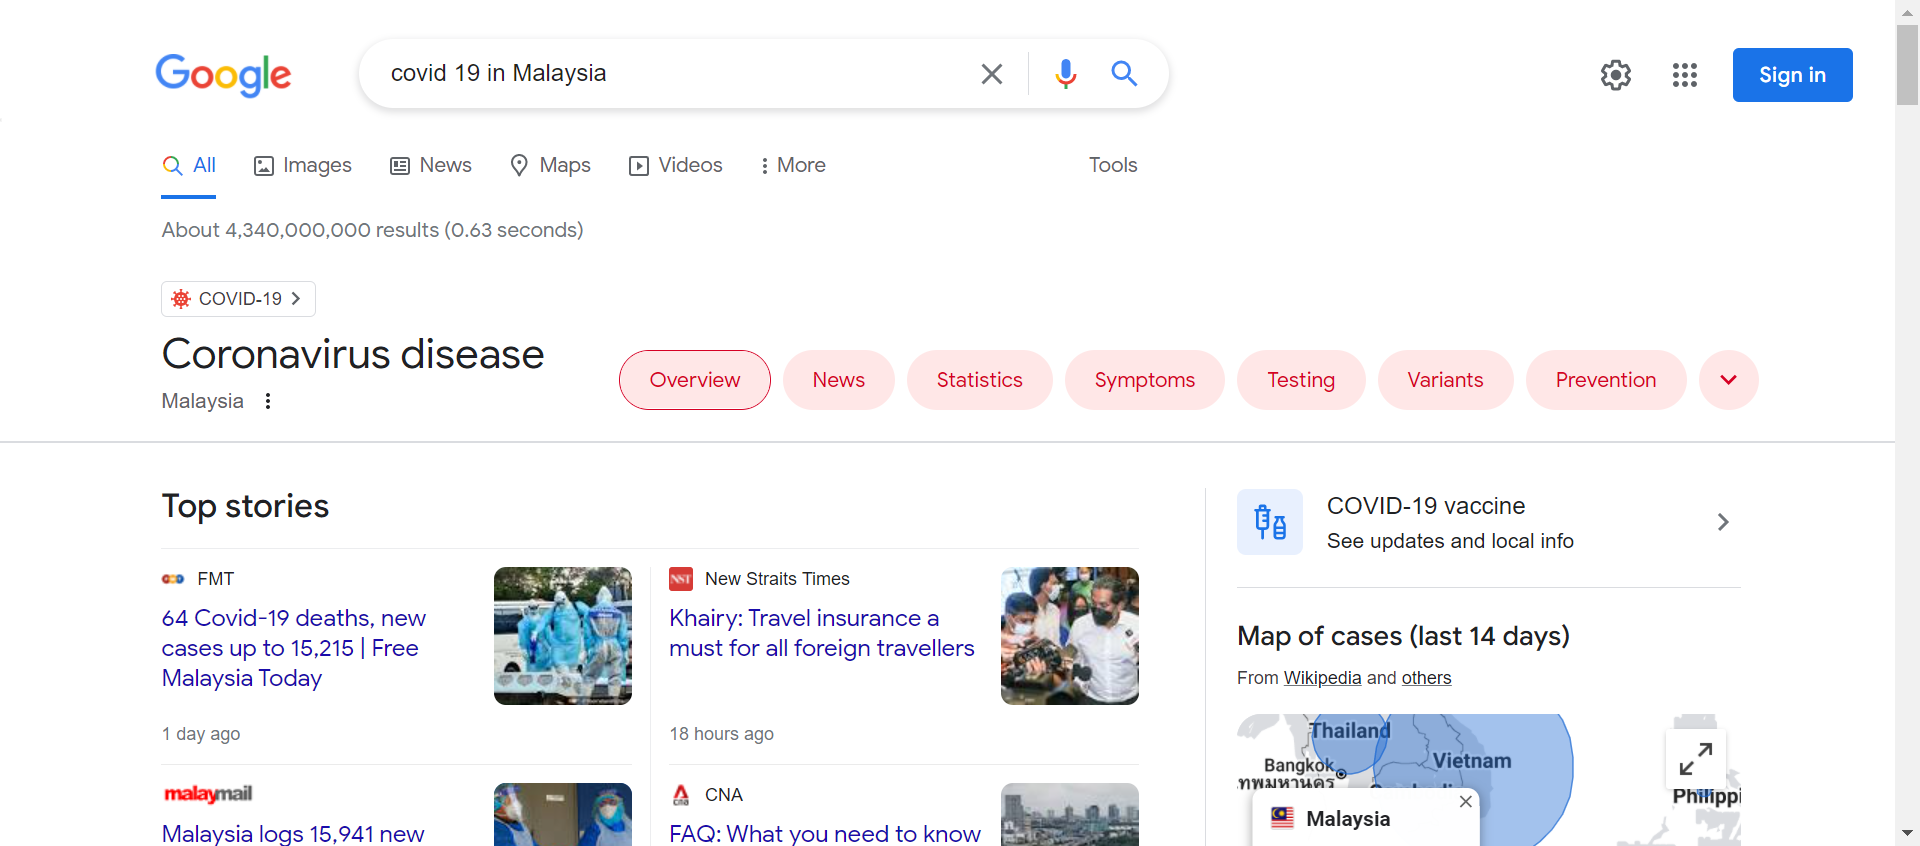 Google
covid 19 in Malaysia
Sign in
All
Images
News
Maps
Videos
More
Tools
About 4,340,000,000 results (0.63 seconds)
COVID-19
Coronavirus disease
Malaysia
Overview
News
Statistics
Symptoms
Testing
Variants
Prevention
Top stories
FMT
64 Covid-19 deaths, new
cases up to 15,215 | Free
Malaysia Today
1 day ago
NST New Straits Times
Khairy: Travel insurance a
must for all foreign travellers
18 hours ago
malaymail
Malaysia logs 15,941 new
cna CNA
FAQ: What you need to know
COVID-19 vaccine
See updates and local info
Map of cases (last 14 days)
From Wikipedia and others
Thailand
Bangkok
Vietnam
Malaysia